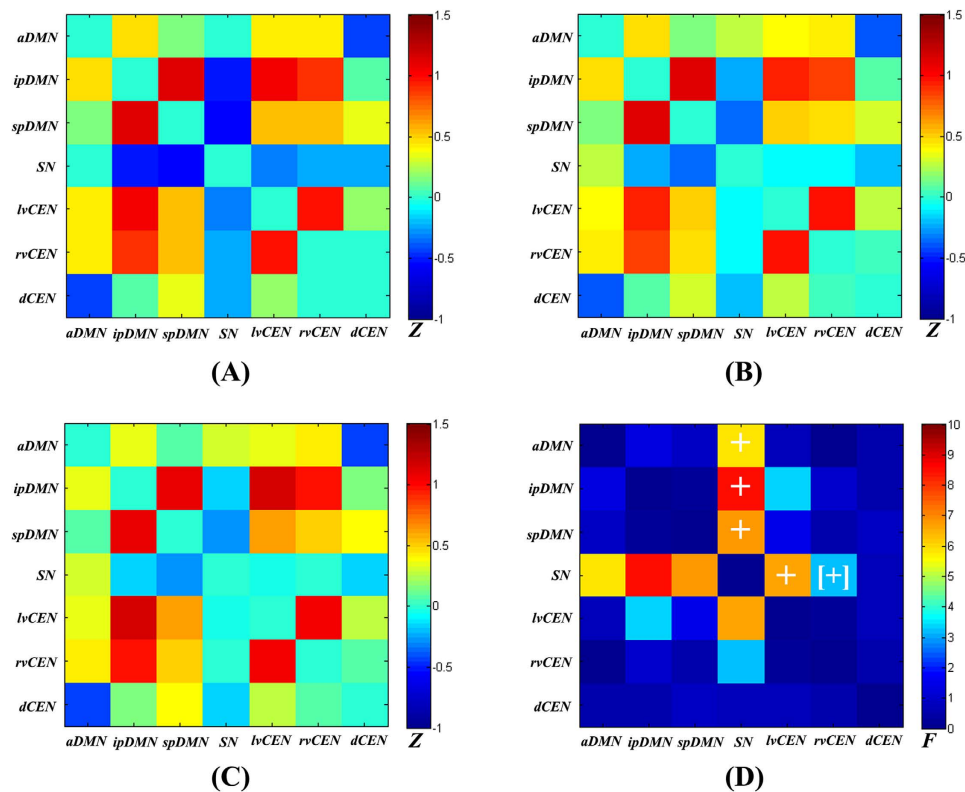 aDMN
ipDMN
spDMN
SN
lvCEN
rvCEN
dCEN
aDMN ipDMN spDMN SN lvCEN rvCEN dCEN
1.5
1
0.5
0
-0.5
-1
Z
(A)
aDMN
ipDMN
spDMN
SN
lvCEN
rvCEN
dCEN
aDMN ipDMN spDMN SN lvCEN rvCEN dCEN
1.5
1
0.5
0
-0.5
-1
Z
(B)
aDMN
ipDMN
spDMN
SN
lvCEN
rvCEN
dCEN
aDMN ipDMN spDMN SN lvCEN rvCEN dCEN
1.5
1
0.5
0
-0.5
-1
Z
(C)
aDMN
ipDMN
spDMN
SN
lvCEN
rvCEN
dCEN
+
+
+
+ [+]
aDMN ipDMN spDMN SN lvCEN rvCEN dCEN
10
9
8
7
6
5
4
3
2
1
0
F
(D)